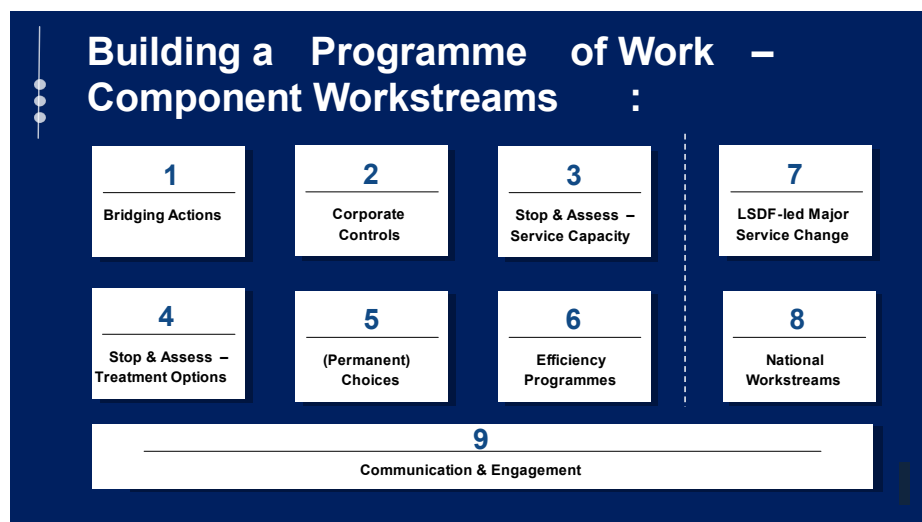 Building a Programme of Work –
Component Workstreams :
1
Bridging Actions
2
Corporate
Controls
3
Stop & Assess –
Service Capacity
7
LSDF-led Major
Service Change
4
Stop & Assess –
Treatment Options
5
(Permanent)
Choices
6
Efficiency
Programmes
8
National
Workstreams
9
Communication & Engagement